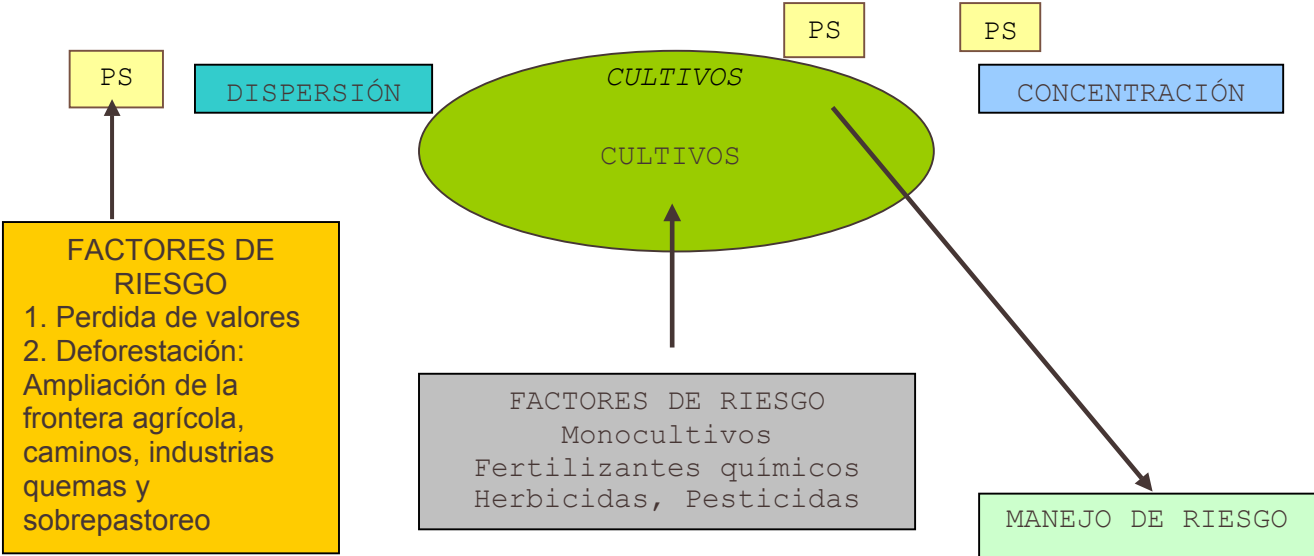 PS
PS
PS
DISPERSIÓN
CULTIVOS
CONCENTRACIÓN
CULTIVOS
FACTORES DE
RIESGO
1. Perdida de valores
2. Deforestación:
Ampliación de la
frontera agrícola,
caminos, industrias
quemas y
sobrepastoreo
FACTORES DE RIESGO
Monocultivos
Fertilizantes químicos
Herbicidas, Pesticidas
MANEJO DE RIESGO